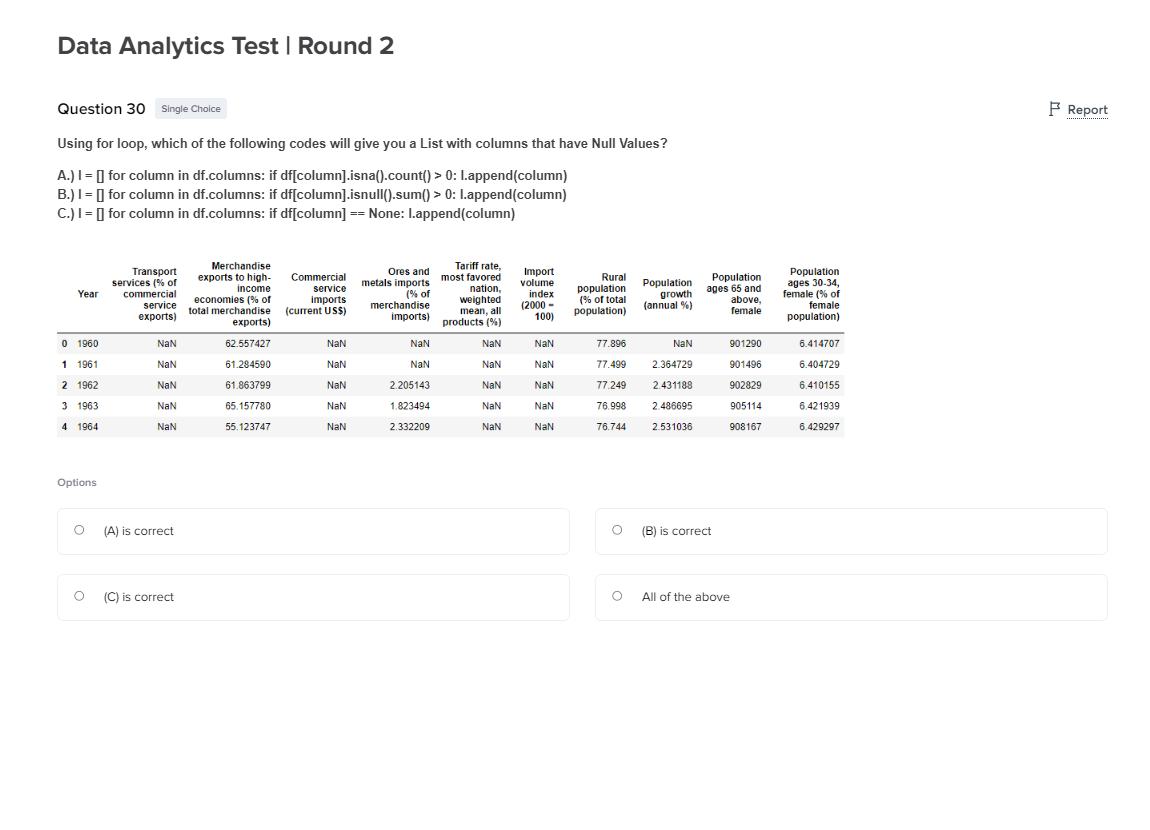 Data Analytics Test | Round 2
Question 30 Single Choice
Report
Using for loop, which of the following codes will give you a List with columns that have Null Values?
A.) l = [] for column in df.columns: if df[column].isna().count() > 0: l.append(column)
B.) l = [] for column in df.columns: if df[column].isnull().sum() > 0: l.append(column)
C.) l = [] for column in df.columns: if df[column] == None: l.append(column)
Year
Transport
services (% of
commercial
service
exports)
Merchandise
exports to high-
income
economies (% of
total merchandise
exports)
Commercial
service
imports
(current US$)
Ores and
metals imports
(% of
merchandise
imports)
Tariff rate,
most favored
nation,
weighted
mean, all
products (%)
Import
volume
index
(2000 =
100)
Rural
population
(% of total
population)
Population
growth
(annual %)
Population
ages 65 and
above,
female
Population
ages 30-34,
female (% of
female
population)
0 1960 NaN 62.557427 NaN NaN NaN NaN 77.896 NaN 901290 6.414707
1 1961 NaN 61.284590 NaN NaN NaN NaN 77.499 2.364729 901496 6.404729
2 1962 NaN 61.863799 NaN 2.205143 NaN NaN 77.249 2.431188 902829 6.410155
3 1963 NaN 65.157780 NaN 1.823494 NaN NaN 76.998 2.486695 905114 6.421939
4 1964 NaN 55.123747 NaN 2.332209 NaN NaN 76.744 2.531036 908167 6.429297
Options
(A) is correct
(B) is correct
(C) is correct
All of the above